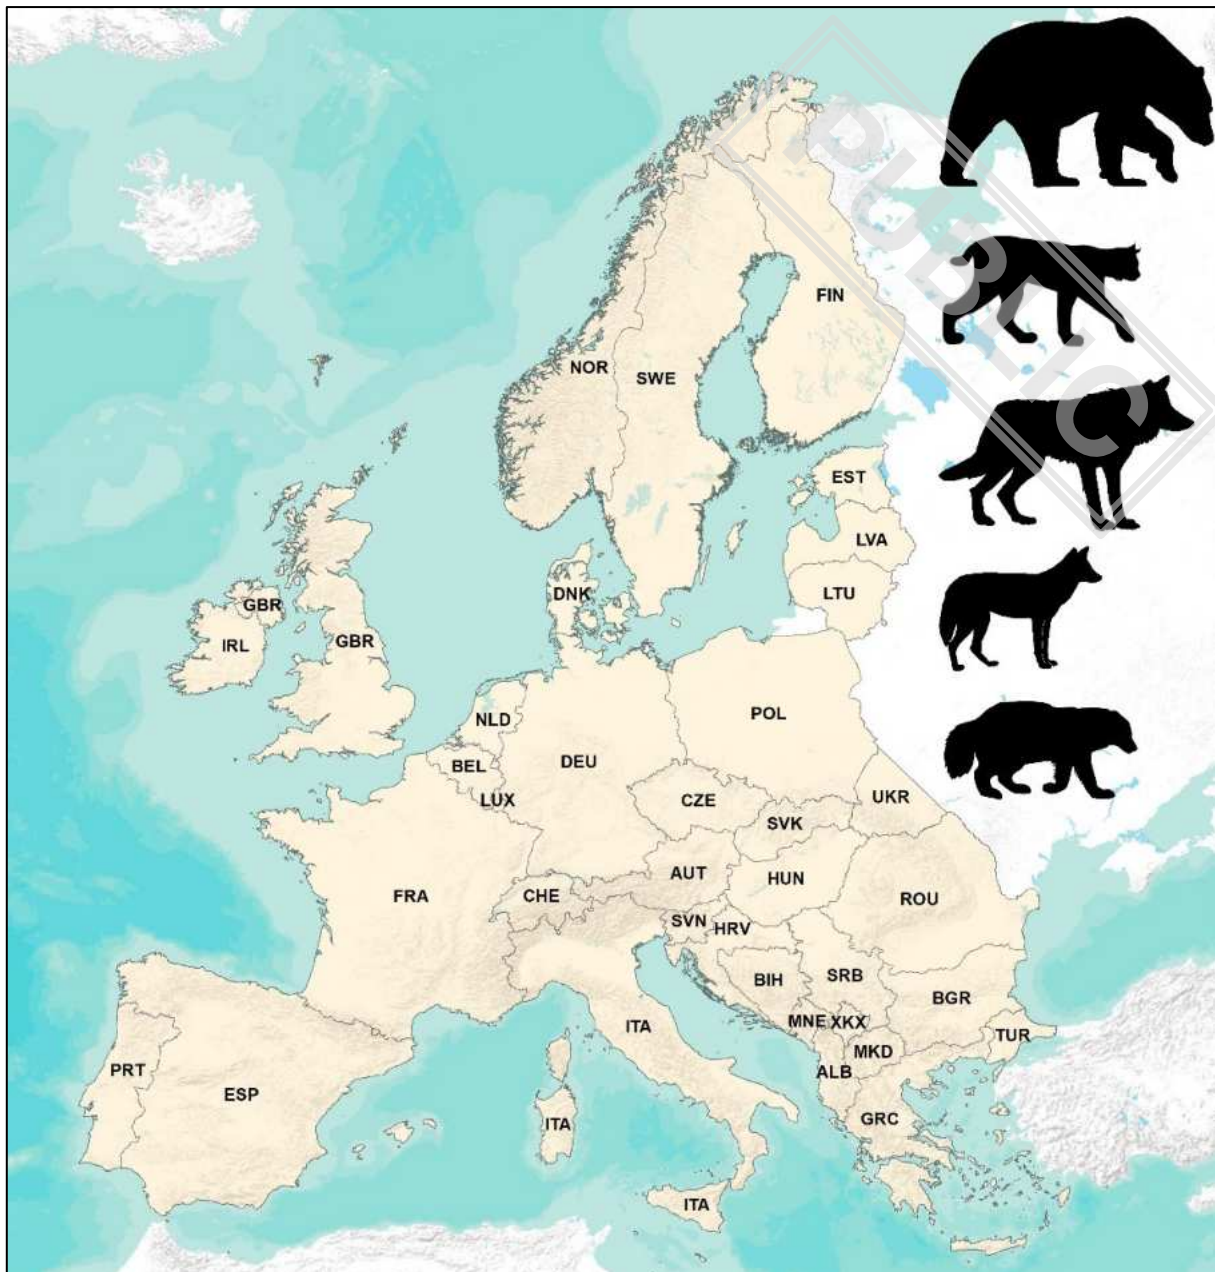 PUBLIC
FIN
NOR
SWE
EST
LVA
DNK
LTU
GBR
IRL
GBR
NLD
POL
BEL
DEU
LUX
CZE
UKR
SVK
AUT
HUN
FRA
CHE
ROU
SVN
HRV
BIH
SRB
BGR
MNE
XKX
ITA
TUR
MKD
PRT
ALB
ESP
GRC
ITA
ITA